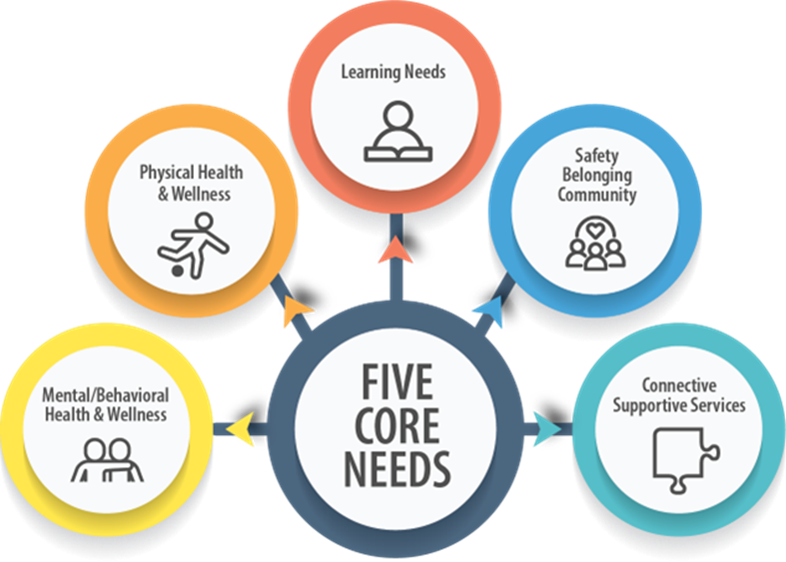 Learning Needs
Physical Health
& Wellness
Safety
Belonging
Community
Mental/Behavioral
Health & Wellness
FIVE
CORE
NEEDS
Connective
Supportive Services